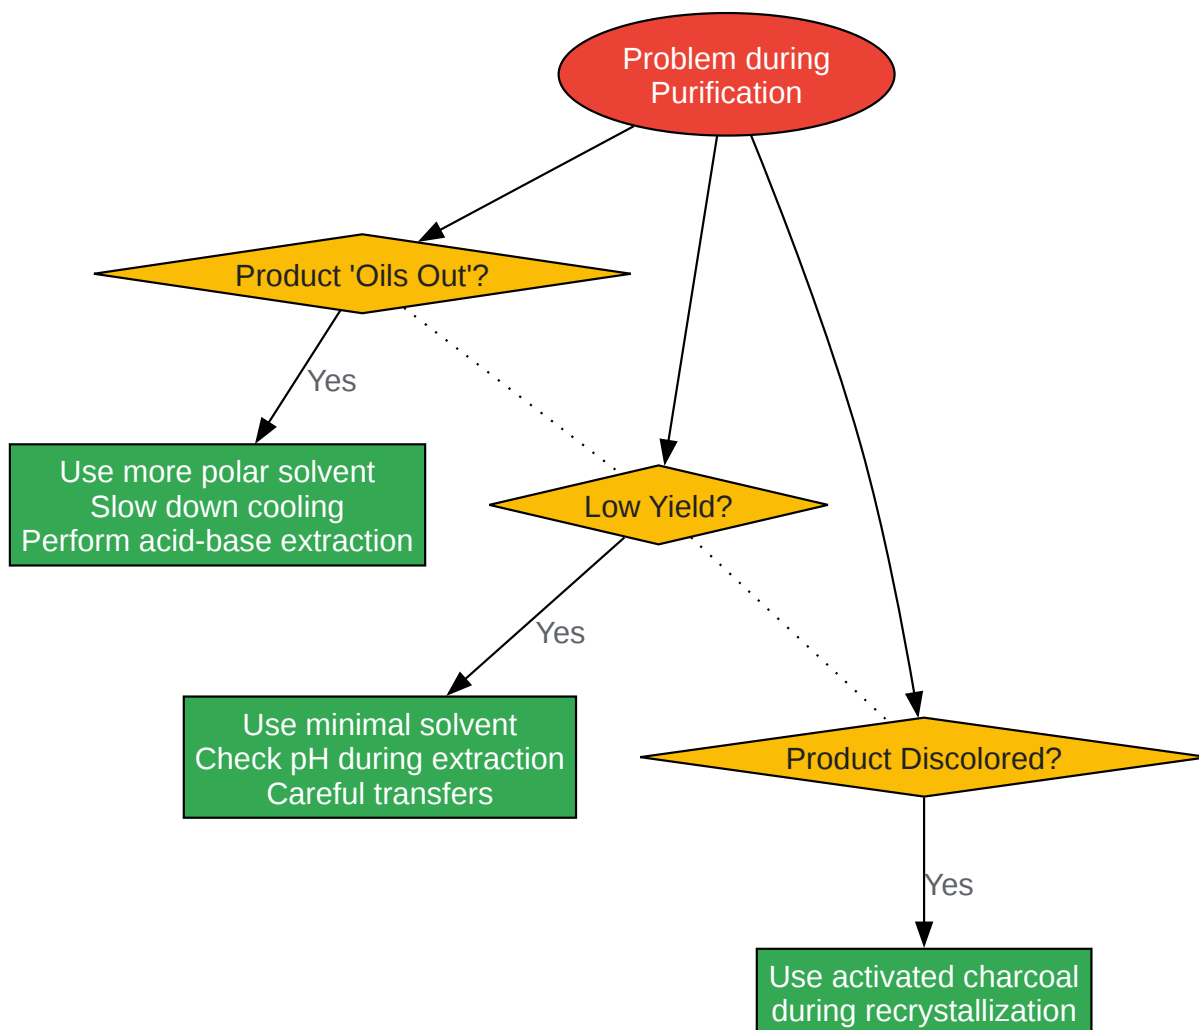 Problem during
Purification
Product 'Oils Out'?
Yes
Use more polar solvent
Slow down cooling
Perform acid-base extraction
Low Yield?
Yes
Use minimal solvent
Check pH during extraction
Careful transfers
Product Discolored?
Yes
Use activated charcoal
during recrystallization